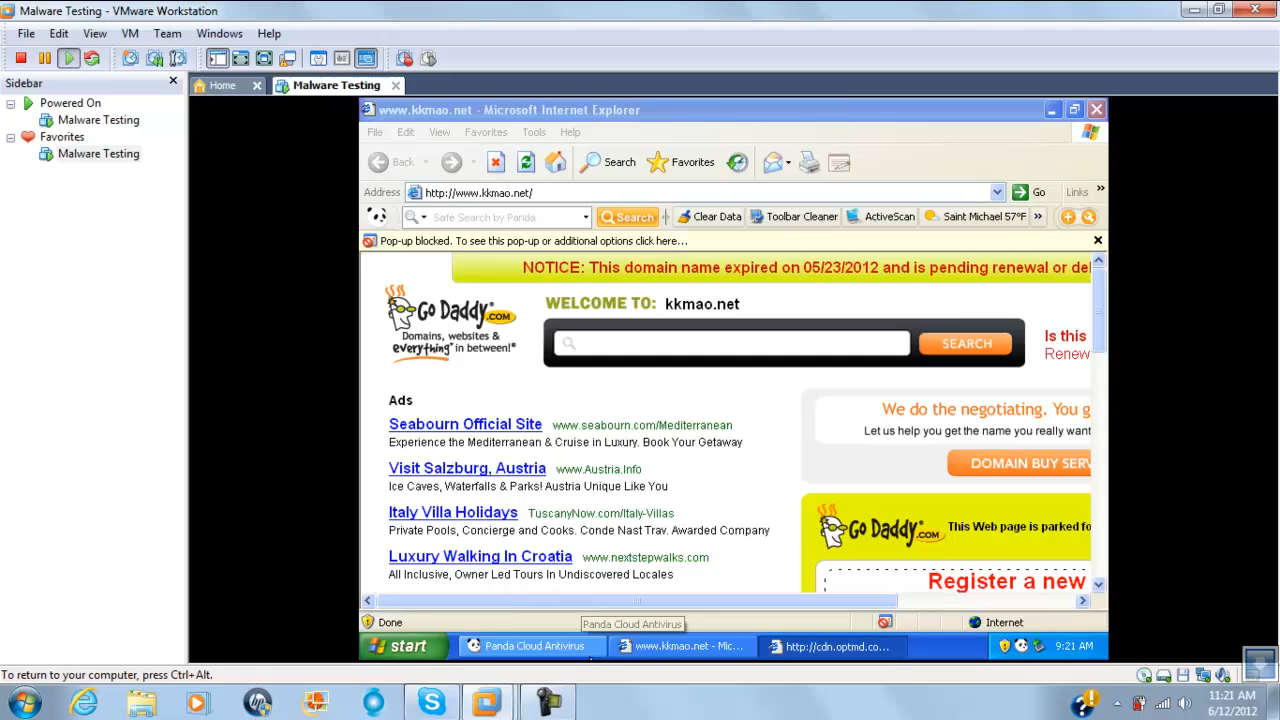 Malware Testing - VMware Workstation
File Edit View VM Team Windows Help
Sidebar
Home
Malware Testing
Powered On
Malware Testing
Favorites
Malware Testing
www.kkmao.net - Microsoft Internet Explorer
File Edit View Favorites Tools Help
Back Search Favorites
Address http://www.kkmao.net/ Go Links »
Safe Search by Panda Search Clear Data Toolbar Cleaner ActiveScan Saint Michael 57°F »
Pop-up blocked. To see this pop-up or additional options click here...
NOTICE: This domain name expired on 05/23/2012 and is pending renewal or de
Go Daddy.com
Domains, websites &
everything* in between!*
WELCOME TO: kkmao.net
SEARCH
Is this
Renew
Ads
Seabourn Official Site www.seabourn.com/Mediterranean
Experience the Mediterranean & Cruise in Luxury. Book Your Getaway
Visit Salzburg, Austria www.Austria.Info
Ice Caves, Waterfalls & Parks! Austria Unique Like You
Italy Villa Holidays TuscanyNow.com/Italy-Villas
Private Pools, Concierge and Cooks. Conde Nast Trav. Awarded Company
Luxury Walking In Croatia www.nextstepwalks.com
All Inclusive, Owner Led Tours In Undiscovered Locales
We do the negotiating. You g
Let us help you get the name you really want
DOMAIN BUY SERV
Go Daddy.com This Web page is parked fo
Register a new
Done
Panda Cloud Antivirus
Internet
start Panda Cloud Antivirus www.kkmao.net - Mic... http://cdn.optmd.co... 9:21 AM
To return to your computer, press Ctrl+Alt.
11:21 AM
6/12/2012